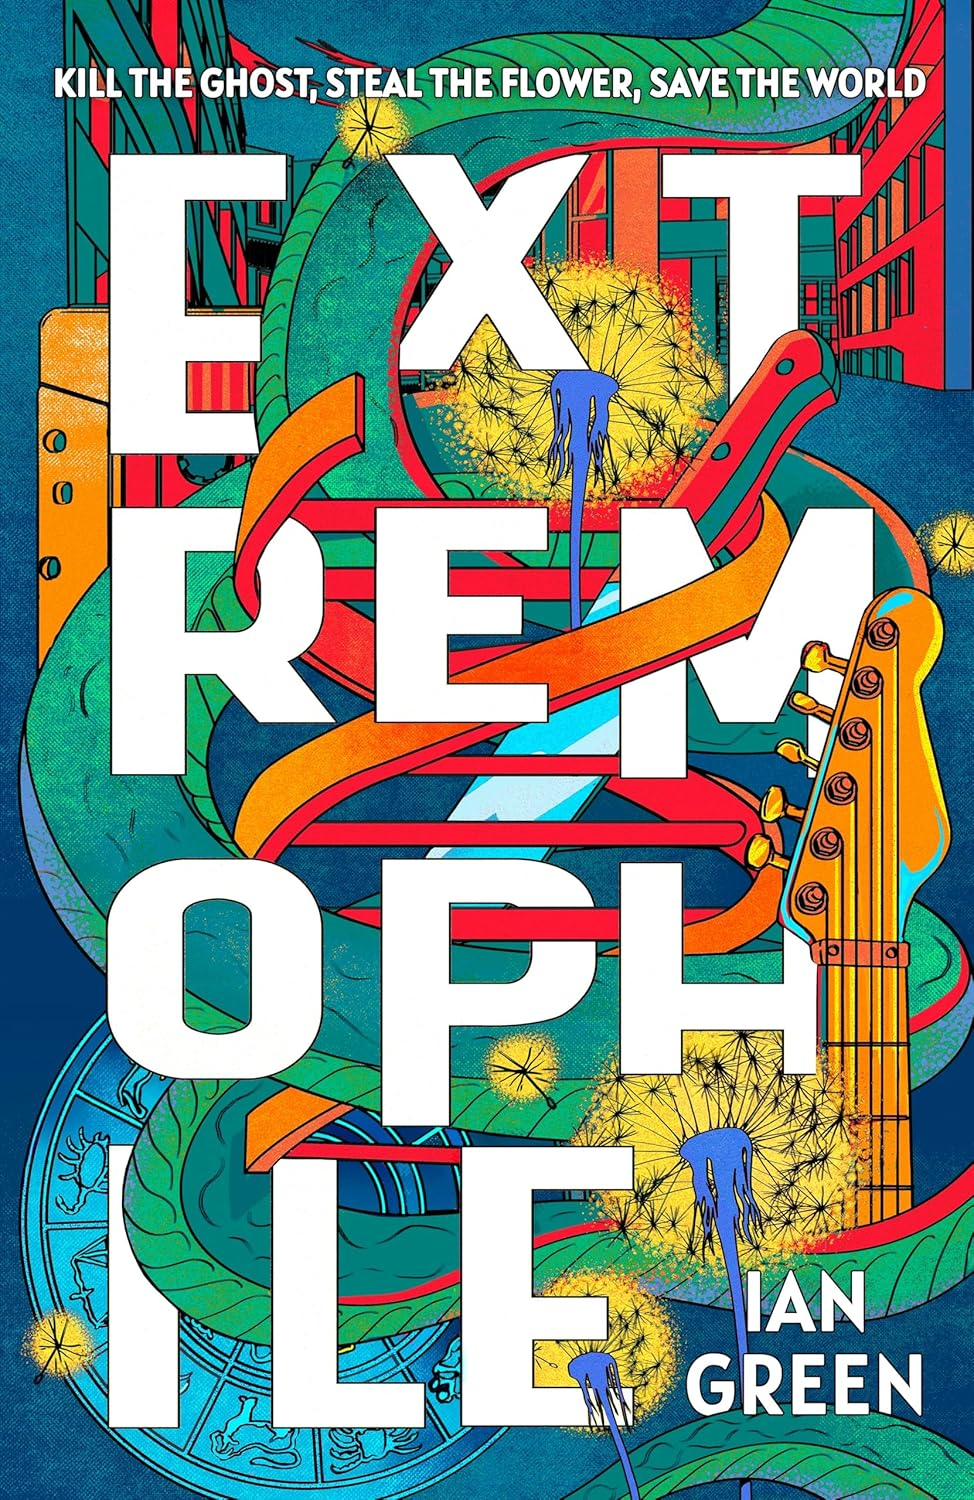 KILL THE GHOST, STEAL THE FLOWER, SAVE THE WORLD
EXT
REM
OPH
ILE
IAN
GREEN